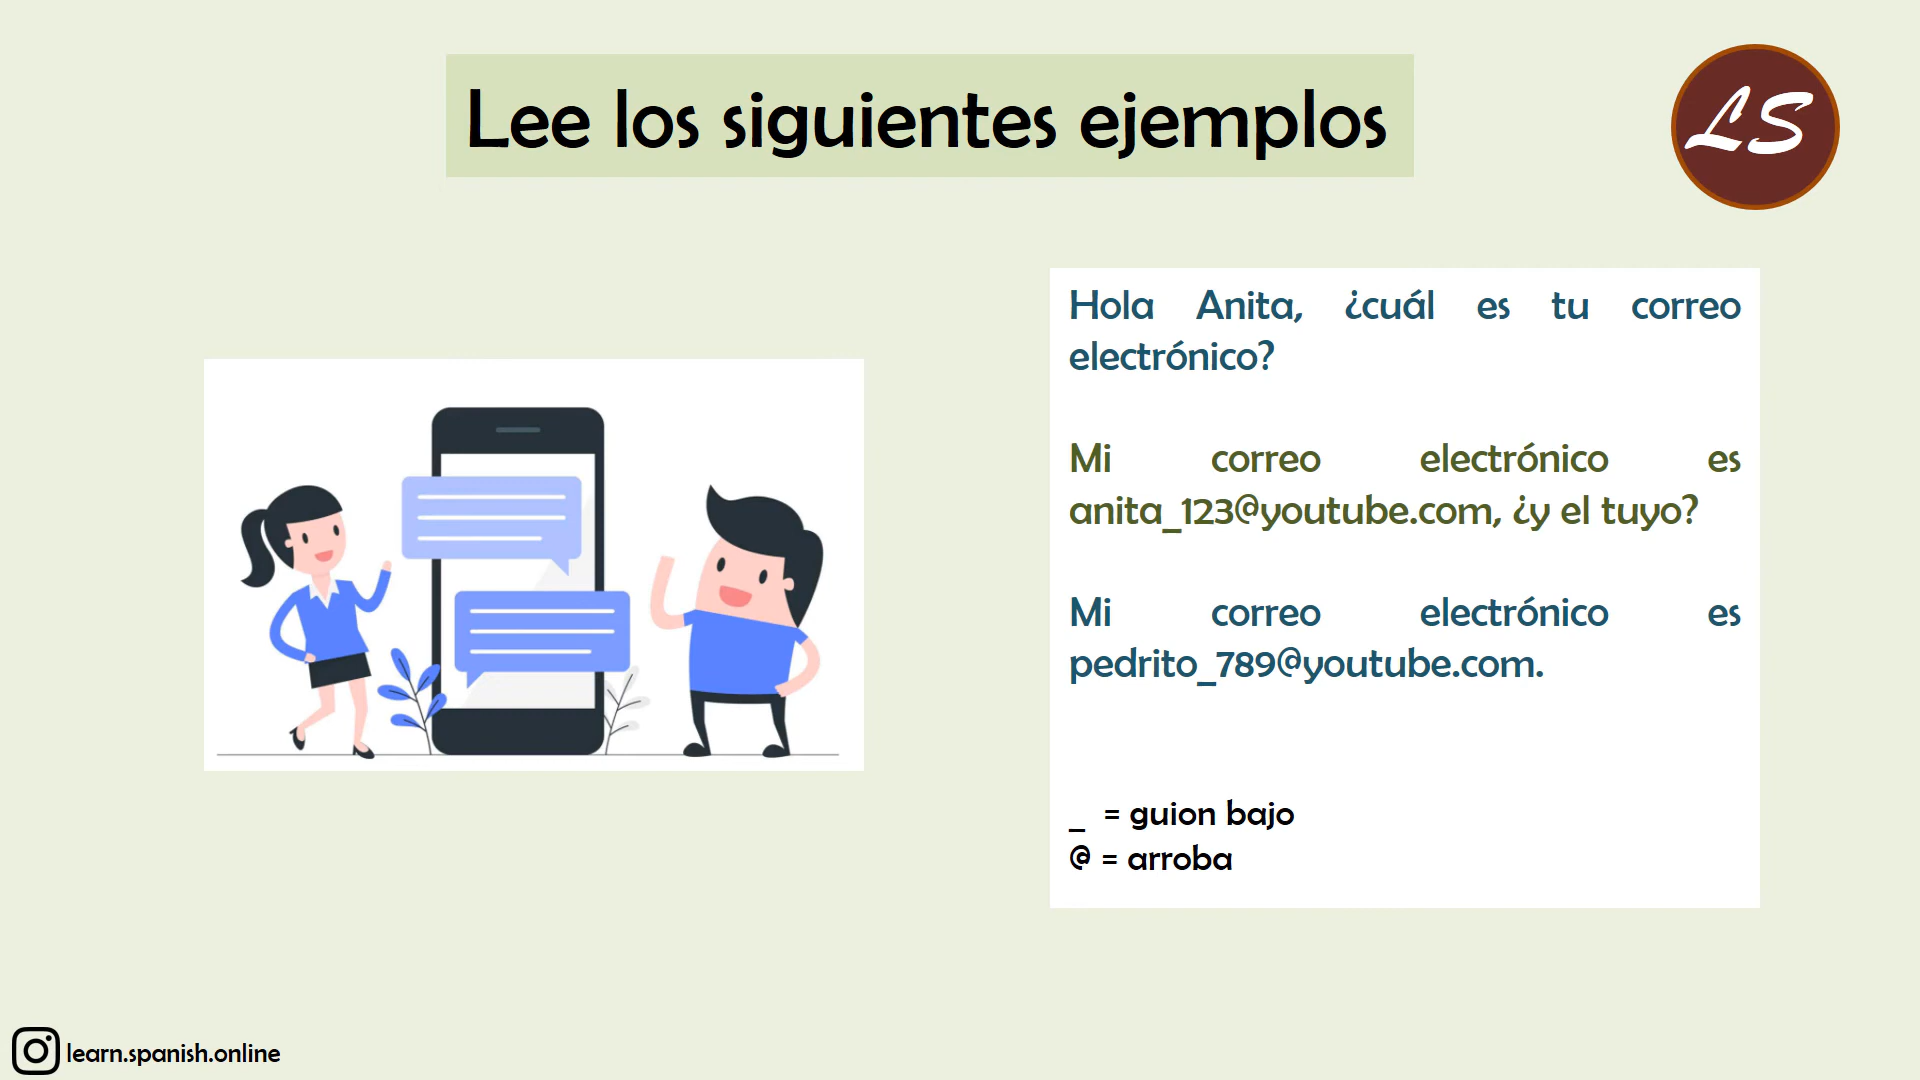 Lee los siguientes ejemplos
LS
Hola Anita, ¿cuál es tu correo
electrónico?
Mi correo electrónico es
anita_123@youtube.com, ¿y el tuyo?
Mi correo electrónico es
pedrito_789@youtube.com.
_ = guion bajo
@ = arroba
learn.spanish.online